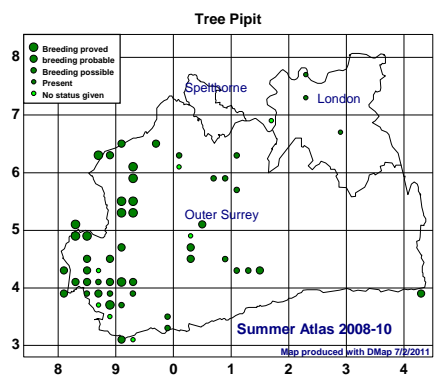 Tree Pipit
Breeding proved
breeding probable
Breeding possible
Present
No status given
8
7
6
5
4
3
Spelthorne
London
Outer Surrey
Summer Atlas 2008-10
Map produced with DMap 7/2/2011
8 9 0 1 2 3 4